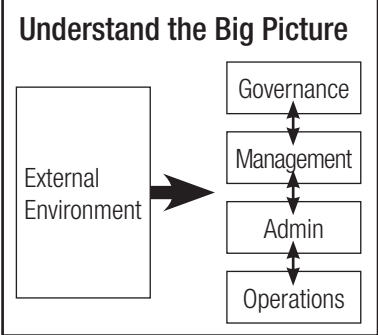 Understand the Big Picture
External
Environment
Governance
Management
Admin
Operations